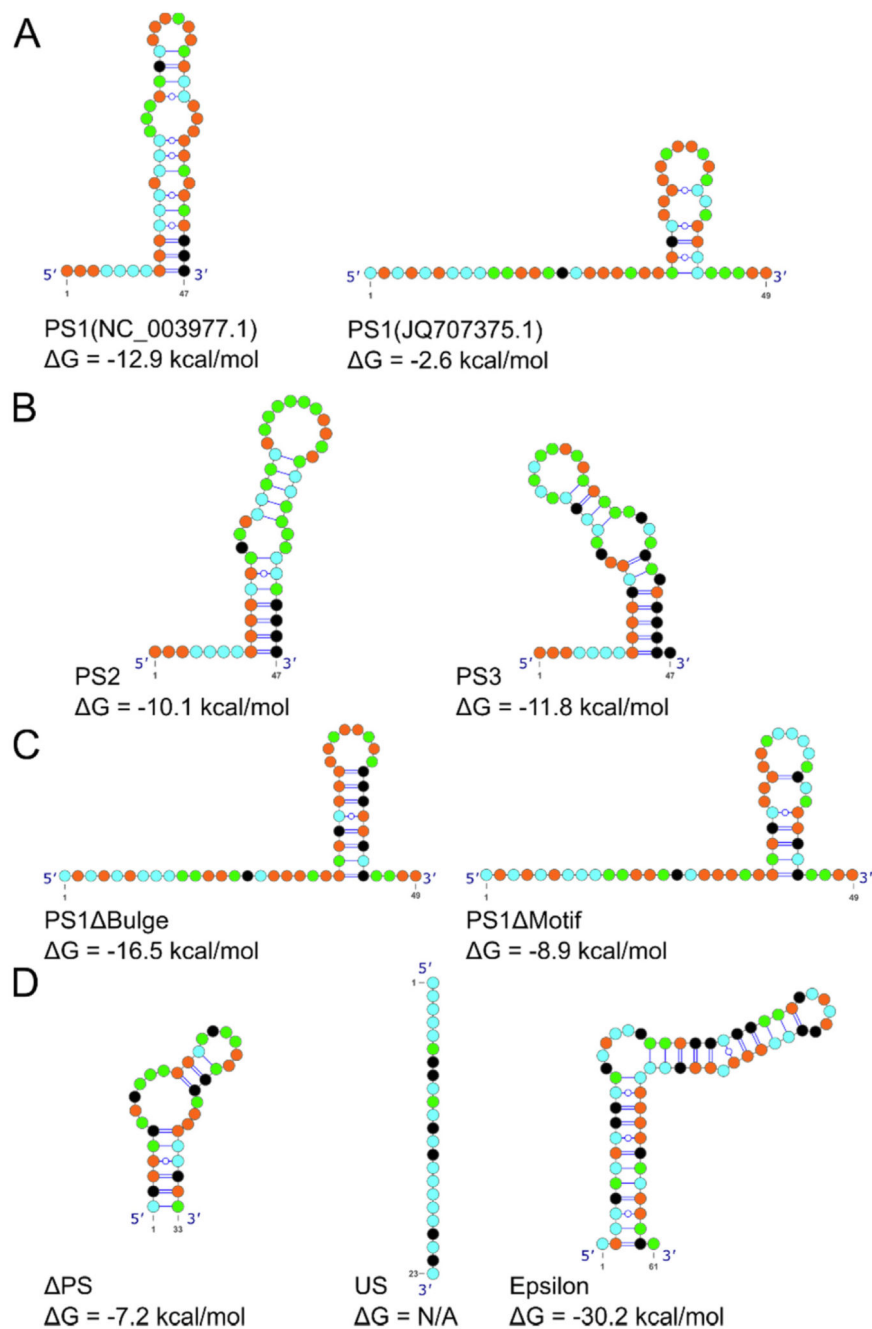 A
5′ 3′
1 47
PS1(NC_003977.1)
ΔG = -12.9 kcal/mol
5′ 3′
1 49
PS1(JQ707375.1)
ΔG = -2.6 kcal/mol
B
5′ 3′
1 47
PS2
ΔG = -10.1 kcal/mol
5′ 3′
1 47
PS3
ΔG = -11.8 kcal/mol
C
5′ 3′
1 49
PS1ΔBulge
ΔG = -16.5 kcal/mol
5′ 3′
1 49
PS1ΔMotif
ΔG = -8.9 kcal/mol
D
1 33
5′ 3′
ΔPS
ΔG = -7.2 kcal/mol
5′
1
23
3′
US
ΔG = N/A
5′ 3′
1 61
Epsilon
ΔG = -30.2 kcal/mol